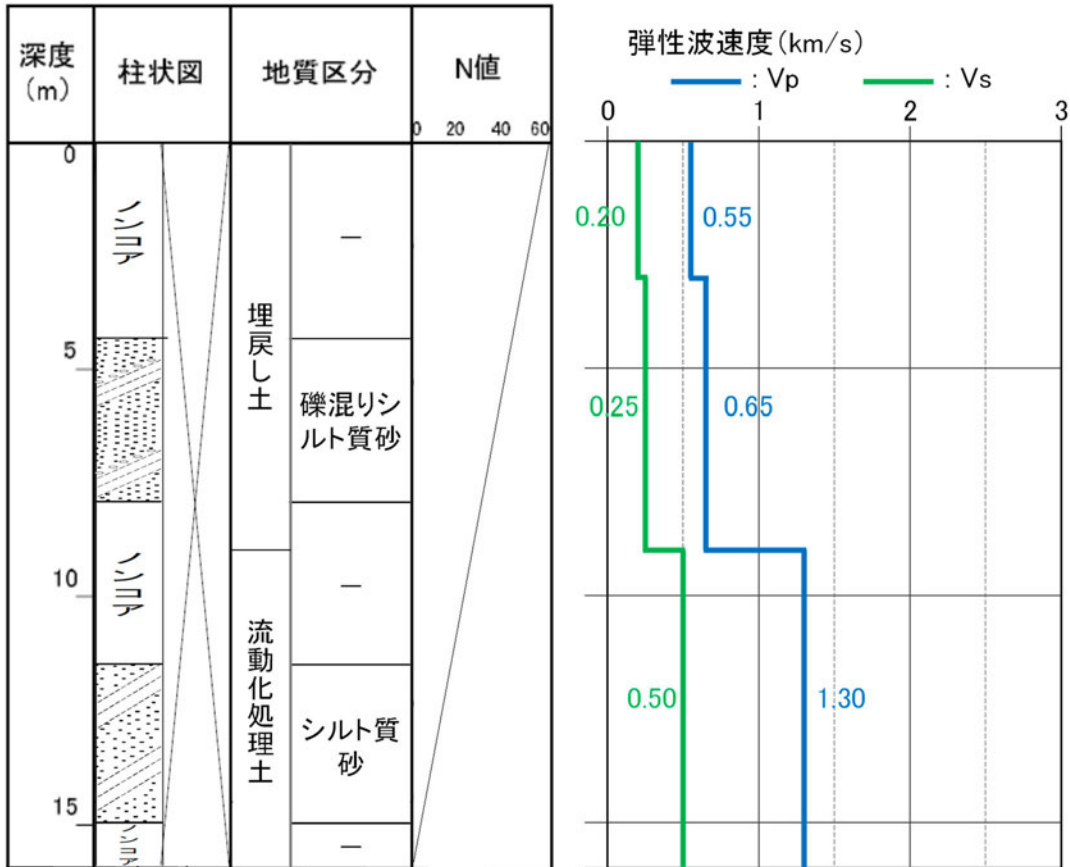 深度
(m)
柱状図
地質区分
N値
0 20 40 60
弾性波速度(km/s)
: Vp : Vs
0 1 2 3
0
ノンコア
—
0.20
0.55
埋戻し土
5
礫混りシ
ルト質砂
0.25
0.65
ノンコア
—
10
流動化処理土
シルト質
砂
0.50
1.30
15
ノンコア
—